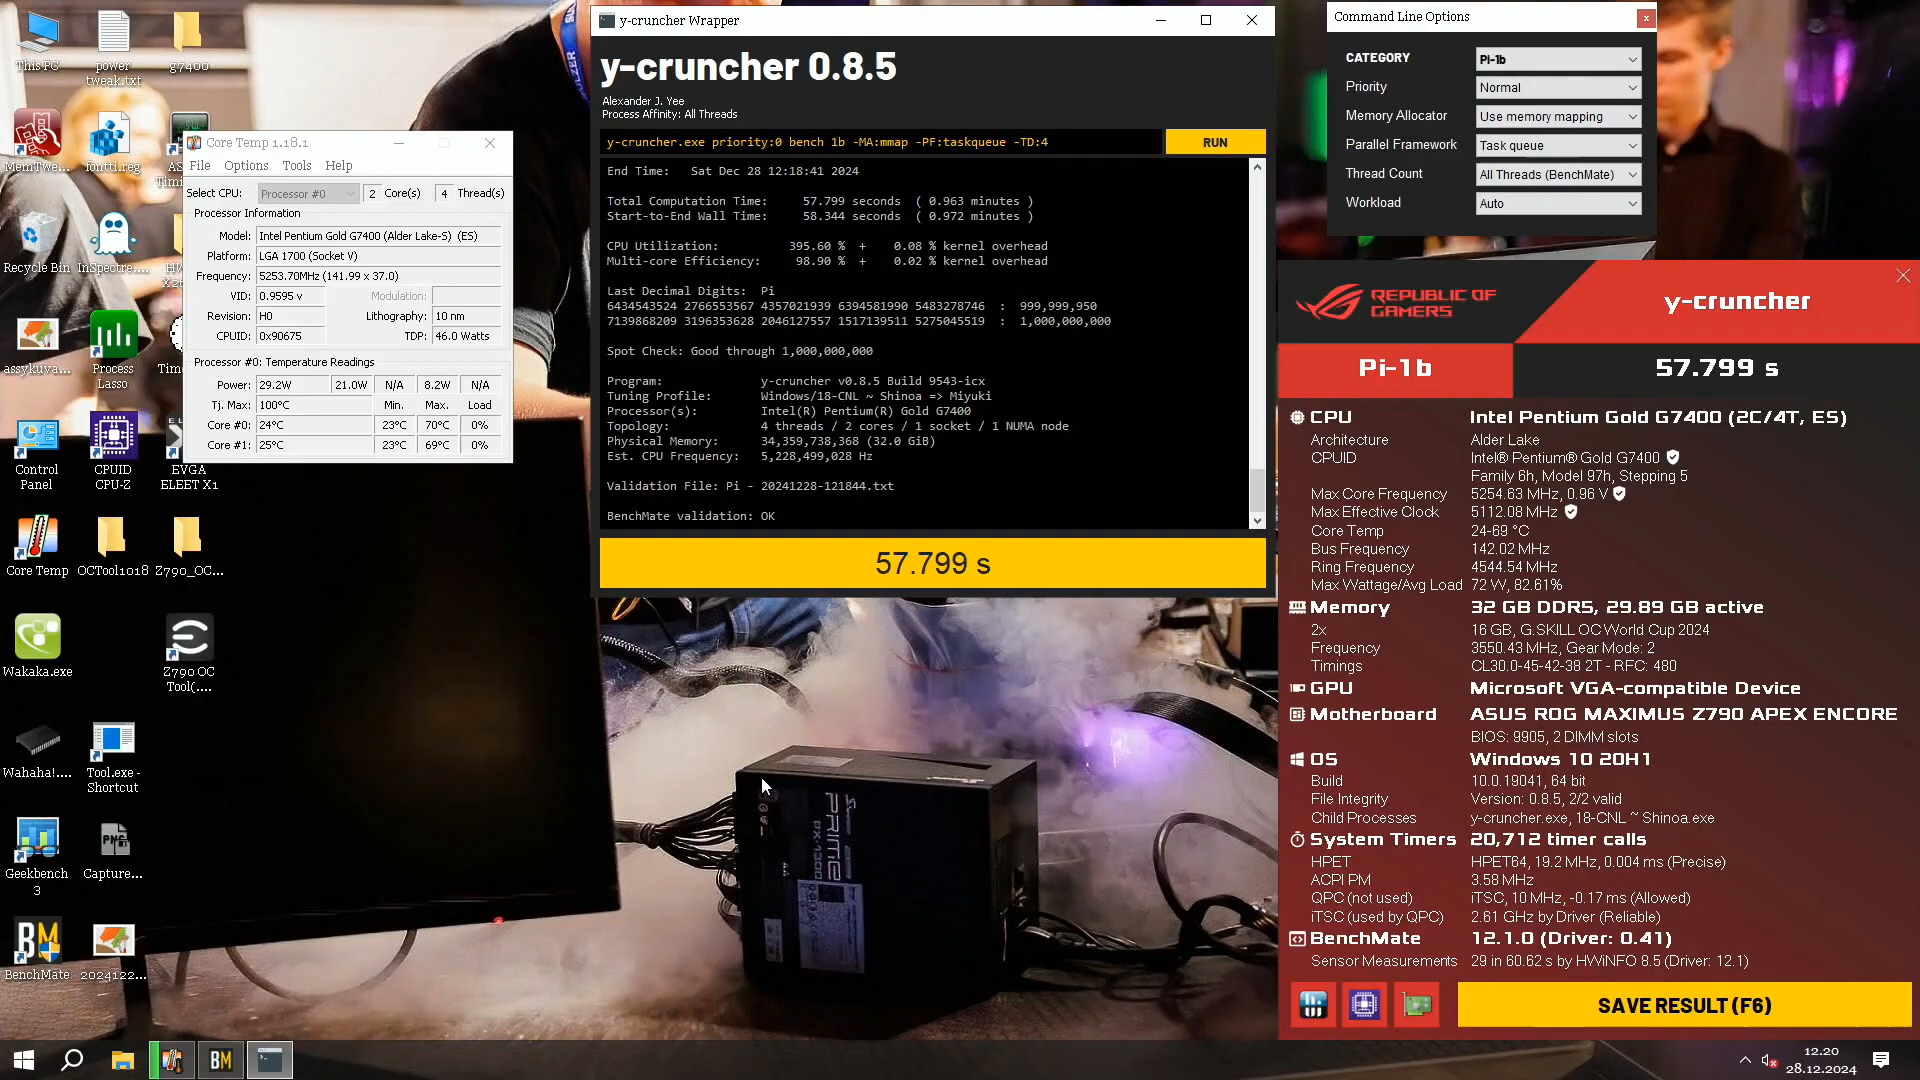 This PC
power tweak.txt
g7400
MemTwe...
fontti.reg
Recycle Bin
InSpectre....
assykuva...
Process Lasso
Control Panel
CPUID CPU-Z
EVGA ELEET X1
Core Temp
OCTool1018
Z790_OC...
Wakaka.exe
Z790 OC Tool(....
Wahaha!....
Tool.exe - Shortcut
Geekbench 3
Capture...
BenchMate
2024122...
Core Temp 1.18.1
File Options Tools Help
Select CPU: Processor #0 2 Core(s) 4 Thread(s)
Processor Information
Model: Intel Pentium Gold G7400 (Alder Lake-S) (ES)
Platform: LGA 1700 (Socket V)
Frequency: 5253.70MHz (141.99 x 37.0)
VID: 0.9595 v Modulation:
Revision: H0 Lithography: 10 nm
CPUID: 0x90675 TDP: 46.0 Watts
Processor #0: Temperature Readings
Power: 29.2W 21.0W N/A 8.2W N/A
Tj. Max: 100°C Min. Max. Load
Core #0: 24°C 23°C 70°C 0%
Core #1: 25°C 23°C 69°C 0%
y-cruncher Wrapper
y-cruncher 0.8.5
Alexander J. Yee
Process Affinity: All Threads
y-cruncher.exe priority:0 bench 1b -MA:mmap -PF:taskqueue -TD:4
RUN
End Time: Sat Dec 28 12:18:41 2024
Total Computation Time: 57.799 seconds ( 0.963 minutes )
Start-to-End Wall Time: 58.344 seconds ( 0.972 minutes )
CPU Utilization: 395.60 % + 0.08 % kernel overhead
Multi-core Efficiency: 98.90 % + 0.02 % kernel overhead
Last Decimal Digits: Pi
6434543524 2766553567 4357021939 6394581990 5483278746 : 999,999,950
7139868209 3196353628 2046127557 1517139511 5275045519 : 1,000,000,000
Spot Check: Good through 1,000,000,000
Program: y-cruncher v0.8.5 Build 9543-icx
Tuning Profile: Windows/18-CNL ~ Shinoa => Miyuki
Processor(s): Intel(R) Pentium(R) Gold G7400
Topology: 4 threads / 2 cores / 1 socket / 1 NUMA node
Physical Memory: 34,359,738,368 (32.0 GiB)
Est. CPU Frequency: 5,228,499,028 Hz
Validation File: Pi - 20241228-121844.txt
BenchMate validation: OK
57.799 s
Command Line Options
CATEGORY Pi-1b
Priority Normal
Memory Allocator Use memory mapping
Parallel Framework Task queue
Thread Count All Threads (BenchMate)
Workload Auto
REPUBLIC OF GAMERS
y-cruncher
Pi-1b 57.799 s
CPU Intel Pentium Gold G7400 (2C/4T, ES)
Architecture Alder Lake
CPUID Intel® Pentium® Gold G7400
Family 6h, Model 97h, Stepping 5
Max Core Frequency 5254.63 MHz, 0.96 V
Max Effective Clock 5112.08 MHz
Core Temp 24-69 °C
Bus Frequency 142.02 MHz
Ring Frequency 4544.54 MHz
Max Wattage/Avg Load 72 W, 82.61%
Memory 32 GB DDR5, 29.89 GB active
2x 16 GB, G.SKILL OC World Cup 2024
Frequency 3550.43 MHz, Gear Mode: 2
Timings CL30.0-45-42-38 2T - RFC: 480
GPU Microsoft VGA-compatible Device
Motherboard ASUS ROG MAXIMUS Z790 APEX ENCORE
BIOS: 9905, 2 DIMM slots
OS Windows 10 20H1
Build 10.0.19041, 64 bit
File Integrity Version: 0.8.5, 2/2 valid
Child Processes y-cruncher.exe, 18-CNL ~ Shinoa.exe
System Timers 20,712 timer calls
HPET HPET64, 19.2 MHz, 0.004 ms (Precise)
ACPI PM 3.58 MHz
QPC (not used) iTSC, 10 MHz, -0.17 ms (Allowed)
iTSC (used by QPC) 2.61 GHz by Driver (Reliable)
BenchMate 12.1.0 (Driver: 0.41)
Sensor Measurements 29 in 60.62 s by HWiNFO 8.5 (Driver: 12.1)
SAVE RESULT (F6)
PRIME
BM
12.20
28.12.2024